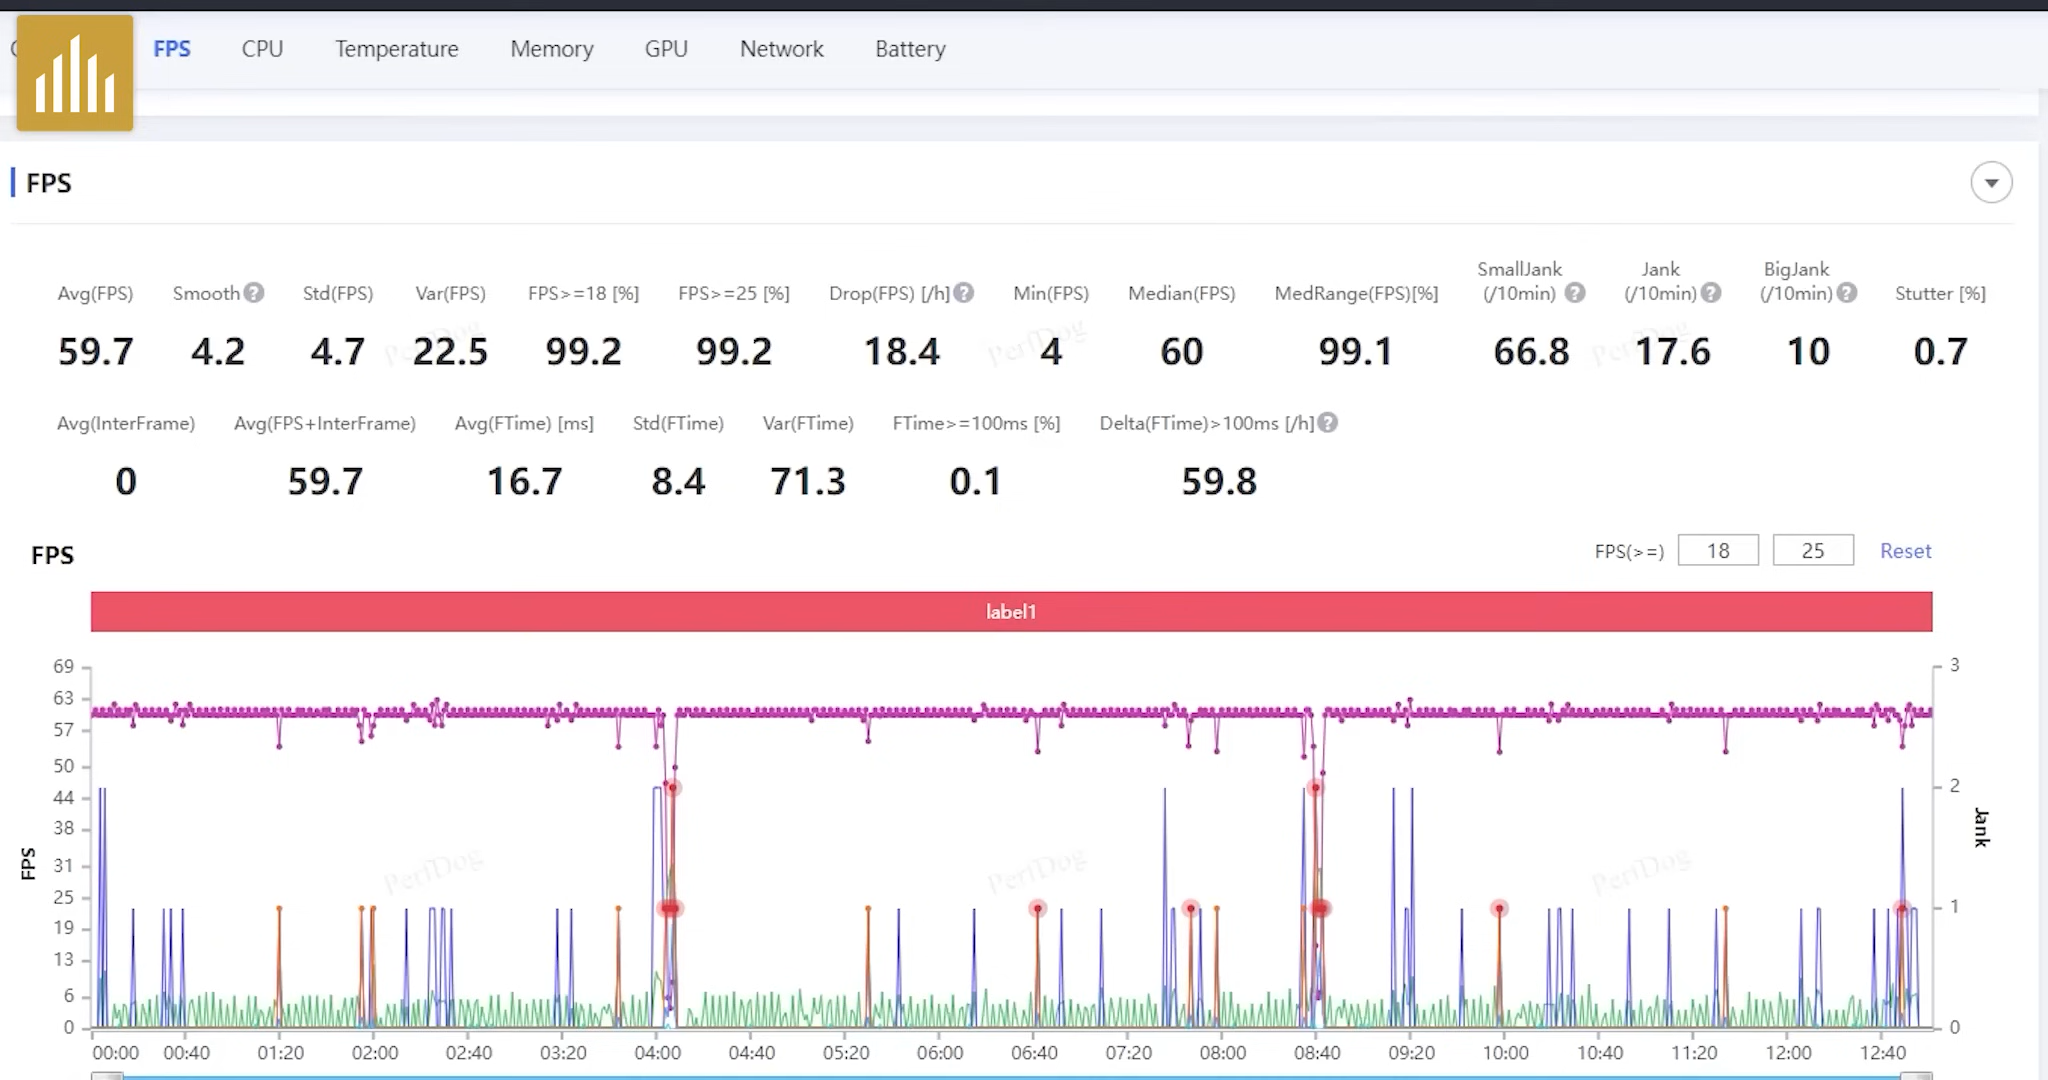 FPS CPU Temperature Memory GPU Network Battery
FPS
Avg(FPS) Smooth Std(FPS) Var(FPS) FPS>=18 [%] FPS>=25 [%] Drop(FPS) [/h] Min(FPS) Median(FPS) MedRange(FPS)[%] SmallJank (/10min) Jank (/10min) BigJank (/10min) Stutter [%]
59.7 4.2 4.7 22.5 99.2 99.2 18.4 4 60 99.1 66.8 17.6 10 0.7
Avg(InterFrame) Avg(FPS+InterFrame) Avg(FTime) [ms] Std(FTime) Var(FTime) FTime>=100ms [%] Delta(FTime)>100ms [/h]
0 59.7 16.7 8.4 71.3 0.1 59.8
FPS FPS(>=) 18 25 Reset
label1
69 3
63
57
50 2
44
38
31
25 1
19
13
6
0 0
FPS
Jank
PerfDog PerfDog PerfDog
PerfDog PerfDog PerfDog
00:00 00:40 01:20 02:00 02:40 03:20 04:00 04:40 05:20 06:00 06:40 07:20 08:00 08:40 09:20 10:00 10:40 11:20 12:00 12:40